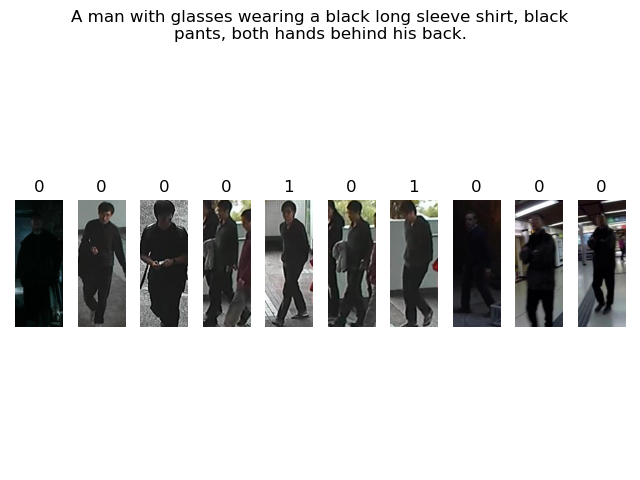 A man with glasses wearing a black long sleeve shirt, black
pants, both hands behind his back.
0 0 0 0 1 0 1 0 0 0